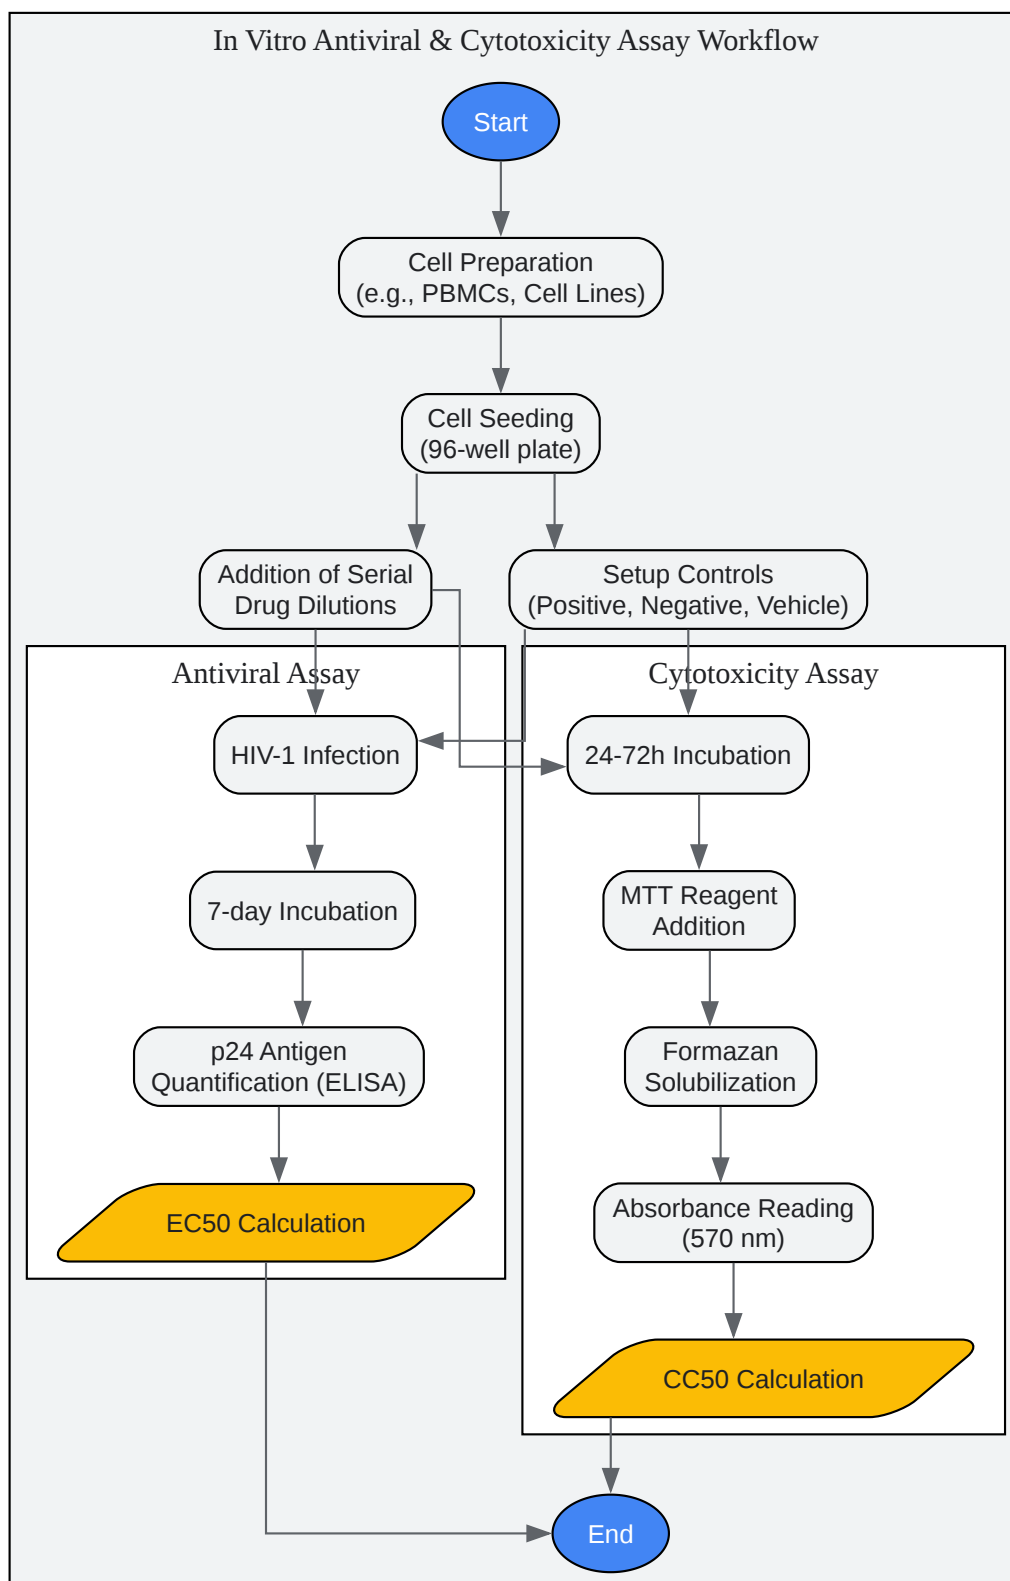 In Vitro Antiviral & Cytotoxicity Assay Workflow
Start
Cell Preparation
(e.g., PBMCs, Cell Lines)
Cell Seeding
(96-well plate)
Addition of Serial
Drug Dilutions
Setup Controls
(Positive, Negative, Vehicle)
Antiviral Assay
HIV-1 Infection
7-day Incubation
p24 Antigen
Quantification (ELISA)
EC50 Calculation
Cytotoxicity Assay
24-72h Incubation
MTT Reagent
Addition
Formazan
Solubilization
Absorbance Reading
(570 nm)
CC50 Calculation
End